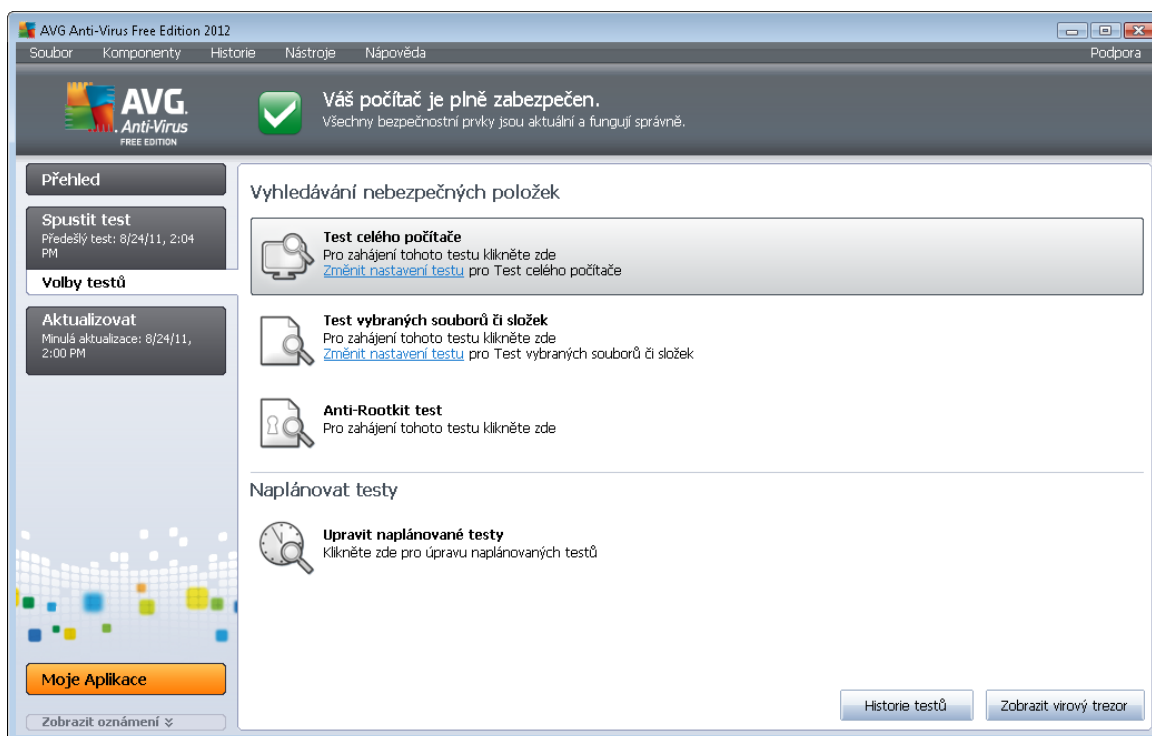 AVG Anti-Virus Free Edition 2012
Soubor Komponenty Historie Nástroje Nápověda Podpora
AVG.
Anti-Virus
FREE EDITION
Váš počítač je plně zabezpečen.
Všechny bezpečnostní prvky jsou aktuální a fungují správně.
Přehled
Spustit test
Předešlý test: 8/24/11, 2:04
PM
Volby testů
Aktualizovat
Minulá aktualizace: 8/24/11,
2:00 PM
Moje Aplikace
Zobrazit oznámení
Vyhledávání nebezpečných položek
Test celého počítače
Pro zahájení tohoto testu klikněte zde
Změnit nastavení testu pro Test celého počítače
Test vybraných souborů či složek
Pro zahájení tohoto testu klikněte zde
Změnit nastavení testu pro Test vybraných souborů či složek
Anti-Rootkit test
Pro zahájení tohoto testu klikněte zde
Naplánovat testy
Upravit naplánované testy
Klikněte zde pro úpravu naplánovaných testů
Historie testů
Zobrazit virový trezor